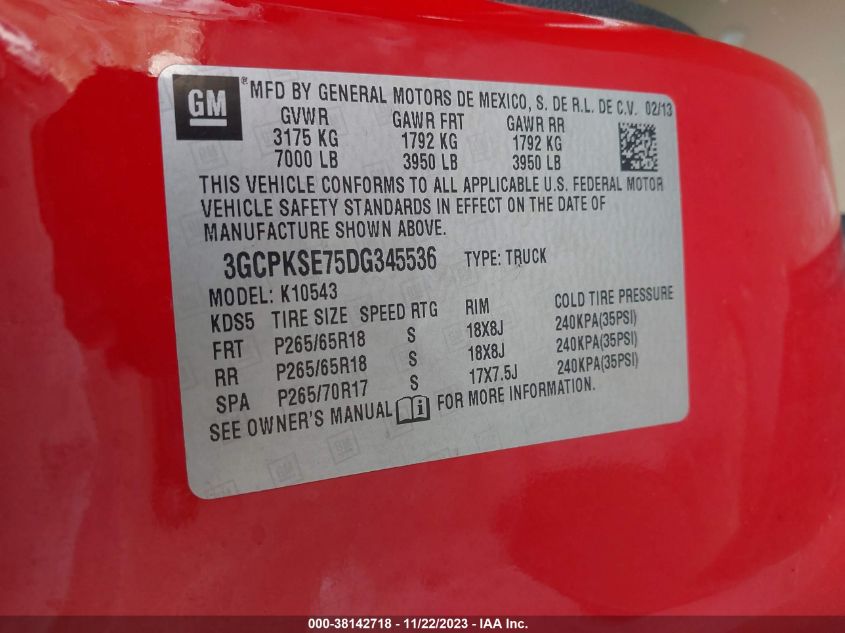 GM
® MFD BY GENERAL MOTORS DE MEXICO, S. DE R.L. DE C.V. 02/13
GVWR GAWR FRT GAWR RR
3175 KG 1792 KG 1792 KG
7000 LB 3950 LB 3950 LB
THIS VEHICLE CONFORMS TO ALL APPLICABLE U.S. FEDERAL MOTOR
VEHICLE SAFETY STANDARDS IN EFFECT ON THE DATE OF
MANUFACTURE SHOWN ABOVE.
3GCPKSE75DG345536 TYPE: TRUCK
MODEL: K10543
KDS5 TIRE SIZE SPEED RTG RIM COLD TIRE PRESSURE
FRT P265/65R18 S 18X8J 240KPA(35PSI)
RR P265/65R18 S 18X8J 240KPA(35PSI)
SPA P265/70R17 S 17X7.5J 240KPA(35PSI)
SEE OWNER'S MANUAL i FOR MORE INFORMATION.
000-38142718 - 11/22/2023 - IAA Inc.